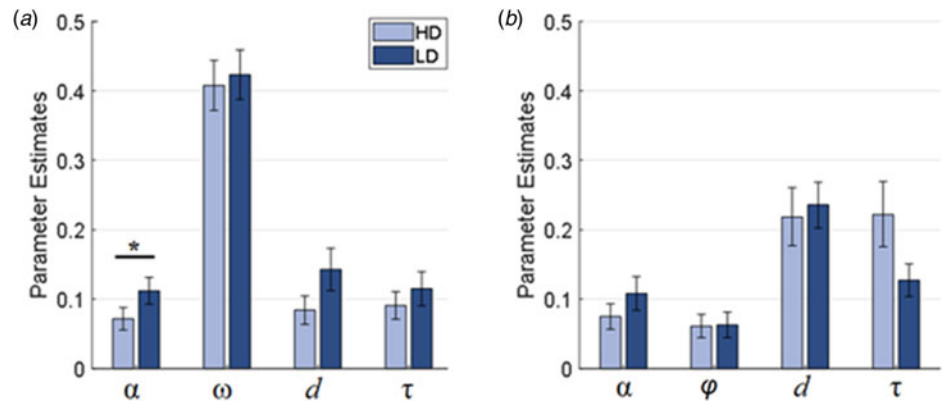 (a)
Parameter Estimates
0.5
0.4
0.3
0.2
0.1
0
HD
LD
*
α ω d τ
(b)
Parameter Estimates
0.5
0.4
0.3
0.2
0.1
0
α φ d τ